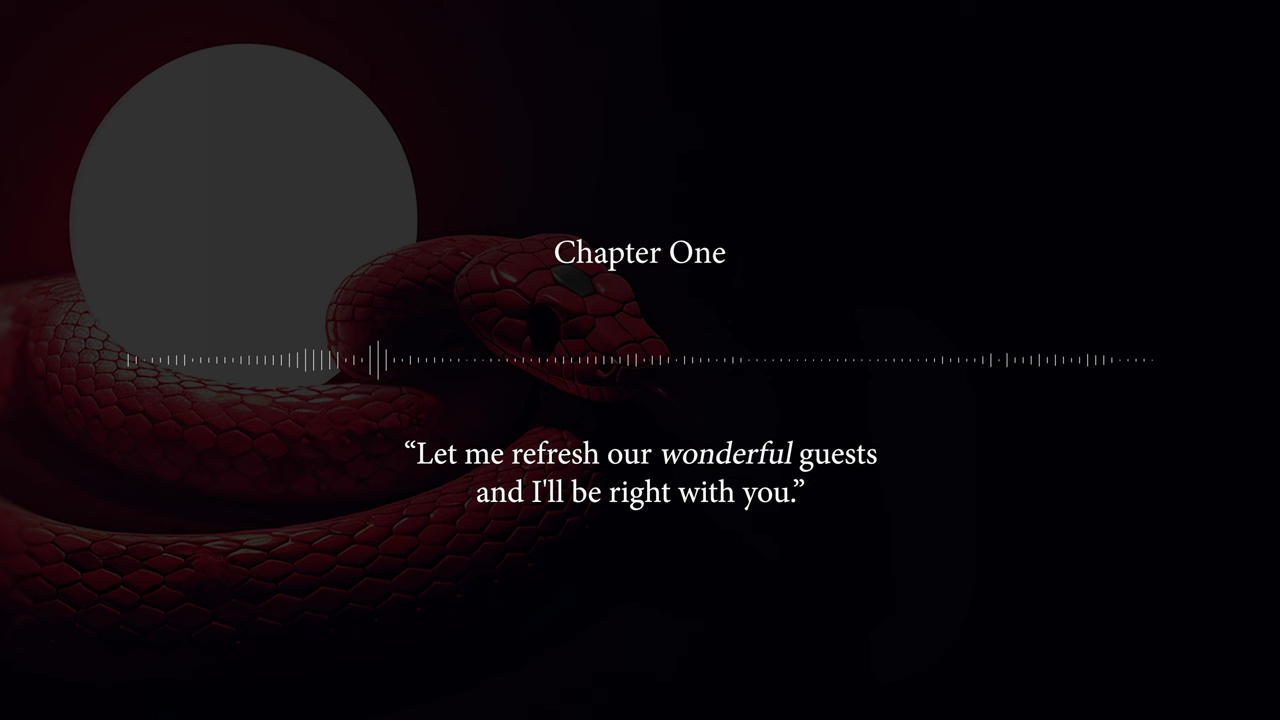 Chapter One
“Let me refresh our wonderful guests
and I'll be right with you.”